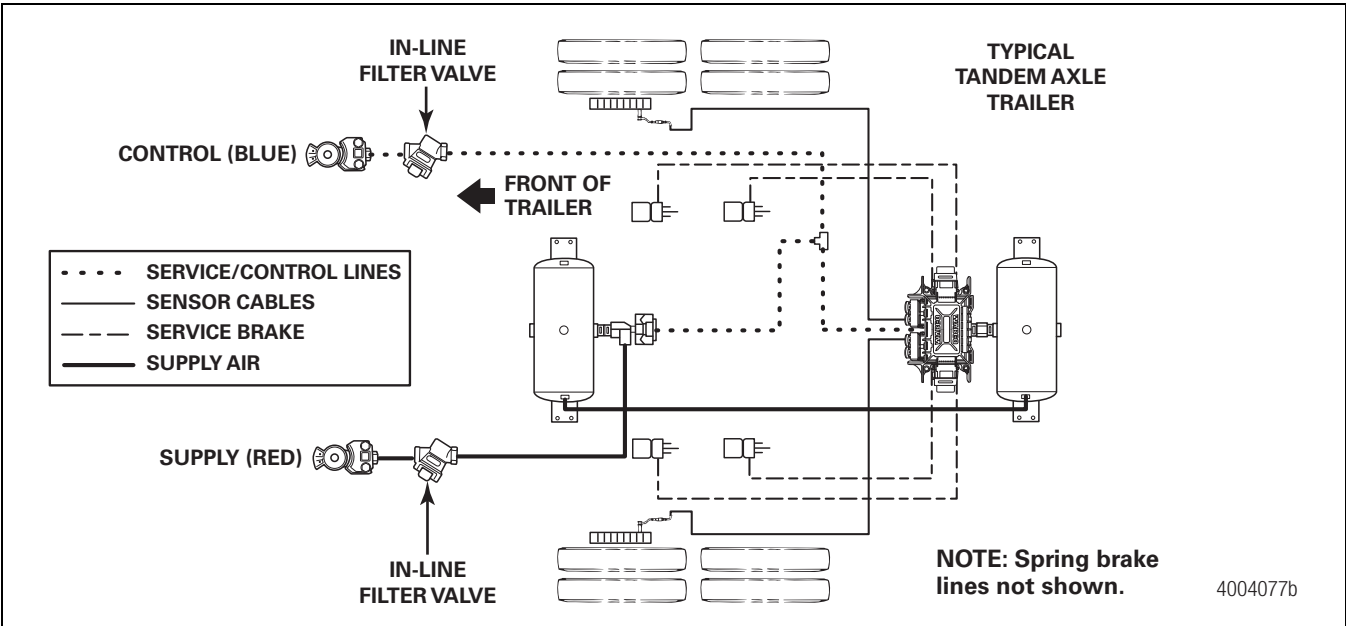 IN-LINE
FILTER VALVE
TYPICAL
TANDEM AXLE
TRAILER
CONTROL (BLUE)
FRONT OF
TRAILER
SERVICE/CONTROL LINES
SENSOR CABLES
SERVICE BRAKE
SUPPLY AIR
SUPPLY (RED)
IN-LINE
FILTER VALVE
NOTE: Spring brake
lines not shown.
4004077b